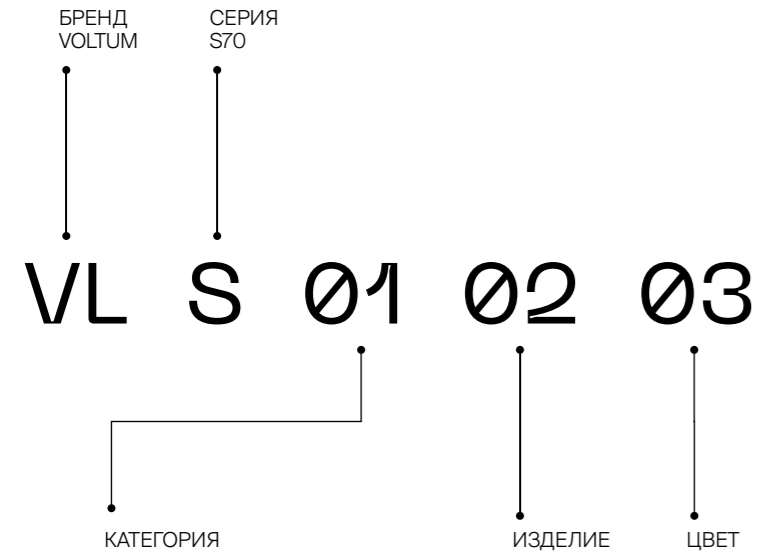 БРЕНД
VOLTUM
СЕРИЯ
S70
VL S 01 02 03
КАТЕГОРИЯ
ИЗДЕЛИЕ
ЦВЕТ